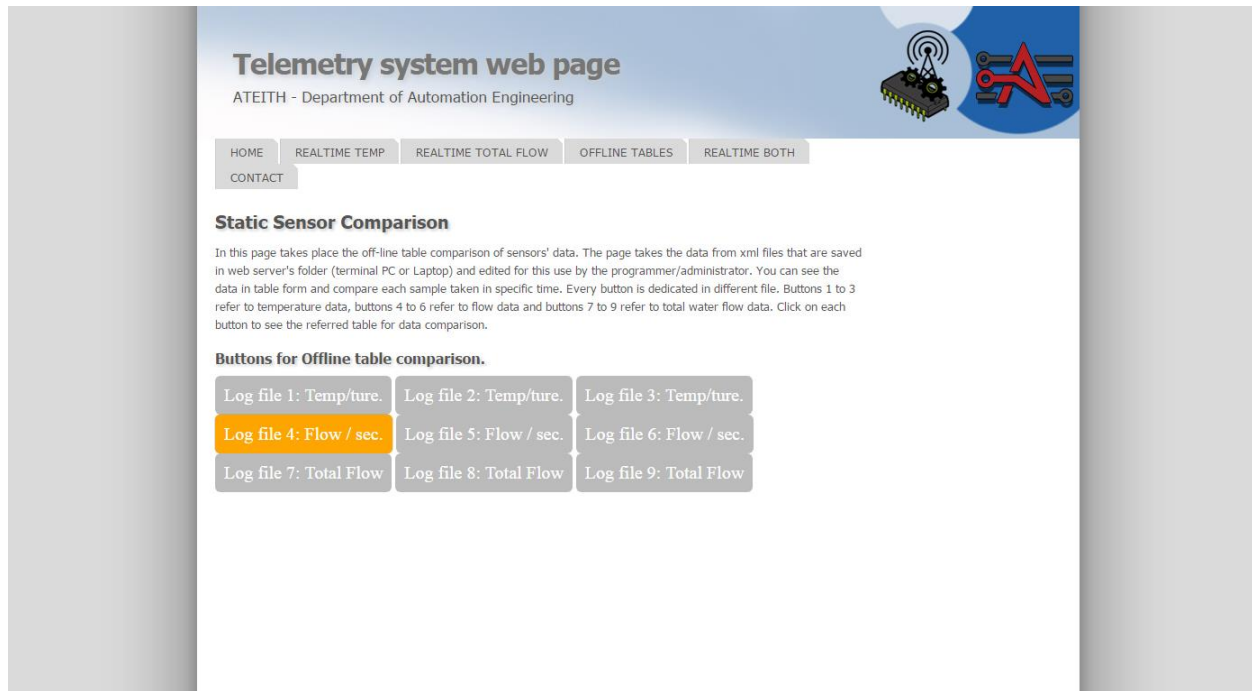 Telemetry system web page
ATEITH - Department of Automation Engineering
HOME REALTIME TEMP REALTIME TOTAL FLOW OFFLINE TABLES REALTIME BOTH
CONTACT
Static Sensor Comparison
In this page takes place the off-line table comparison of sensors' data. The page takes the data from xml files that are saved
in web server's folder (terminal PC or Laptop) and edited for this use by the programmer/administrator. You can see the
data in table form and compare each sample taken in specific time. Every button is dedicated in different file. Buttons 1 to 3
refer to temperature data, buttons 4 to 6 refer to flow data and buttons 7 to 9 refer to total water flow data. Click on each
button to see the referred table for data comparison.
Buttons for Offline table comparison.
Log file 1: Temp/ture. Log file 2: Temp/ture. Log file 3: Temp/ture.
Log file 4: Flow / sec. Log file 5: Flow / sec. Log file 6: Flow / sec.
Log file 7: Total Flow Log file 8: Total Flow Log file 9: Total Flow